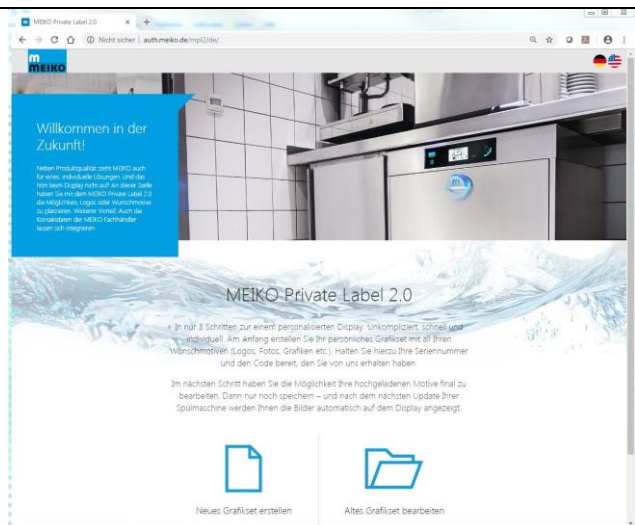 MEIKO Private Label 2.0
Nicht sicher | auth.meiko.de/mpl2/de/
m
MEIKO
Willkommen in der
Zukunft!
Neben Produktqualität steht MEIKO auch
für eines: individuelle Lösungen. Und das
hört beim Display nicht auf! An dieser Stelle
haben Sie mit dem MEIKO Private Label 2.0
die Möglichkeit, Logos oder Wunschmotive
zu platzieren. Weiterer Vorteil: Auch die
Kontaktdaten der MEIKO Fachhändler
lassen sich integrieren.
MEIKO Private Label 2.0
In nur 3 Schritten zu einem personalisierten Display. Unkompliziert, schnell und
individuell. Am Anfang erstellen Sie Ihr persönliches Grafikset mit all Ihren
Wunschmotiven (Logos, Fotos, Grafiken etc.). Halten Sie hierzu Ihre Seriennummer
und den Code bereit, den Sie von uns erhalten haben.
Im nächsten Schritt haben Sie die Möglichkeit Ihre hochgeladenen Motive final zu
bearbeiten. Dann nur noch speichern – und nach dem nächsten Update Ihrer
Spülmaschine werden Ihnen die Bilder automatisch auf dem Display angezeigt.
Neues Grafikset erstellen
Altes Grafikset bearbeiten